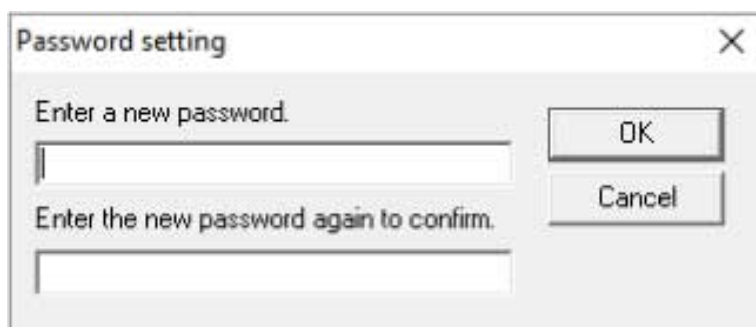 Password setting
Enter a new password.
OK
Cancel
Enter the new password again to confirm.